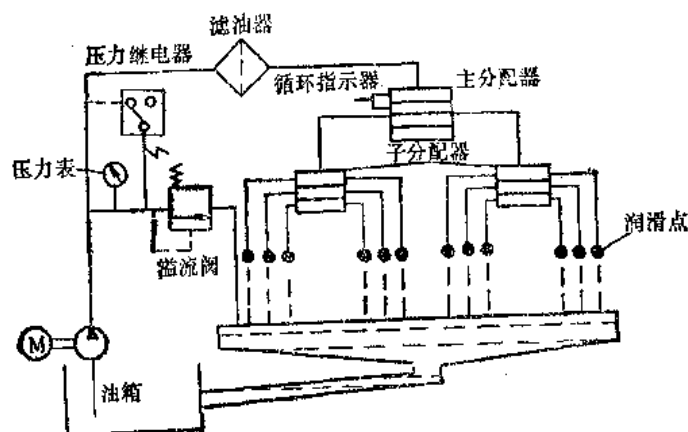 滤油器
压力继电器
循环指示器
主分配器
子分配器
压力表
润滑点
溢流阀
M
油箱